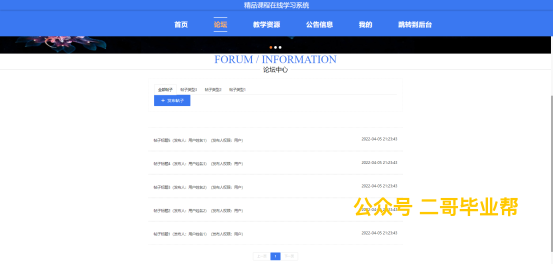 精品课程在线学习系统
首页 论坛 教学资源 公告信息 我的 跳转到后台
FORUM / INFORMATION
论坛中心
全部帖子 帖子类型1 帖子类型2 帖子类型3
+ 发布帖子
帖子标题5（发布人：用户姓名1）（发布人权限：用户） 2022-04-05 21:23:43
帖子标题4（发布人：用户姓名3）（发布人权限：用户） 2022-04-05 21:23:43
帖子标题3（发布人：用户姓名2）（发布人权限：用户） 2022-04-05 21:23:43
帖子标题2（发布人：用户姓名2）（发布人权限：用户） 2022-04-05 21:23:43
公众号 二哥毕业帮
帖子标题1（发布人：用户姓名1）（发布人权限：用户） 2022-04-05 21:23:43
1